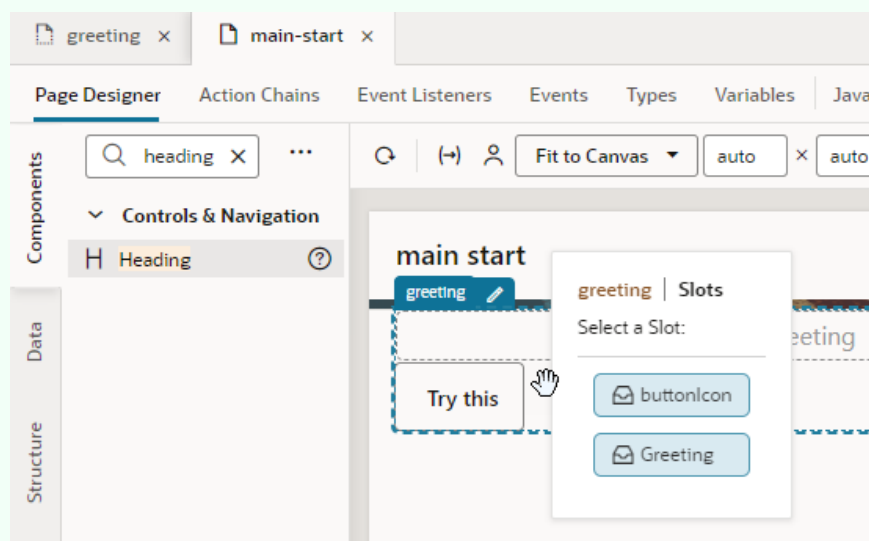 greeting × main-start ×
Page Designer Action Chains Event Listeners Events Types Variables Java
Components
heading × ...
Fit to Canvas auto × auto
Controls & Navigation
H Heading ?
main start
greeting
greeting | Slots
Select a Slot:
eeting
Try this
buttonIcon
Greeting
Data
Structure